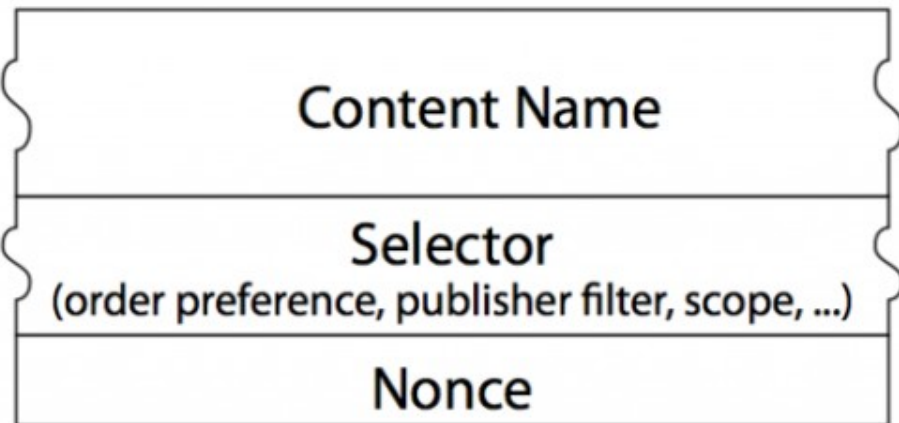 Content Name
Selector
(order preference, publisher filter, scope, ...)
Nonce